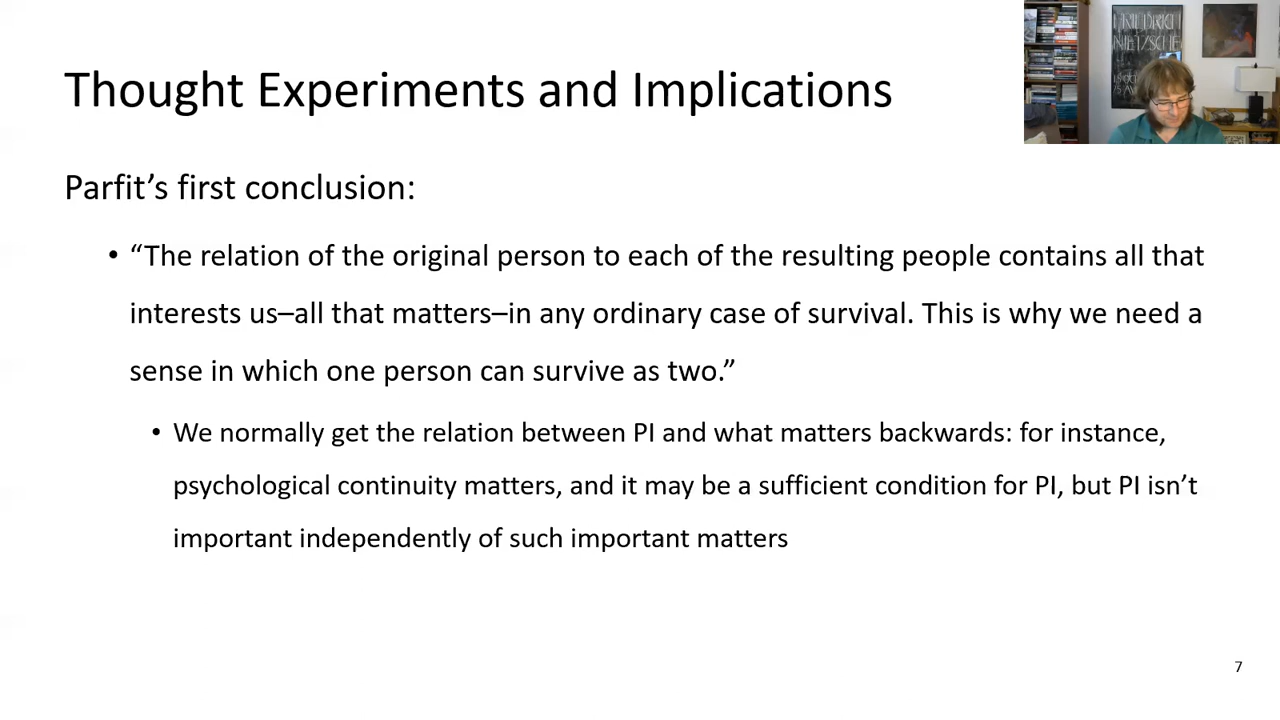 Thought Experiments and Implications
FRIEDRICH
NIETZSCHE
Parfit’s first conclusion:
• “The relation of the original person to each of the resulting people contains all that
interests us–all that matters–in any ordinary case of survival. This is why we need a
sense in which one person can survive as two.”
• We normally get the relation between PI and what matters backwards: for instance,
psychological continuity matters, and it may be a sufficient condition for PI, but PI isn’t
important independently of such important matters
7